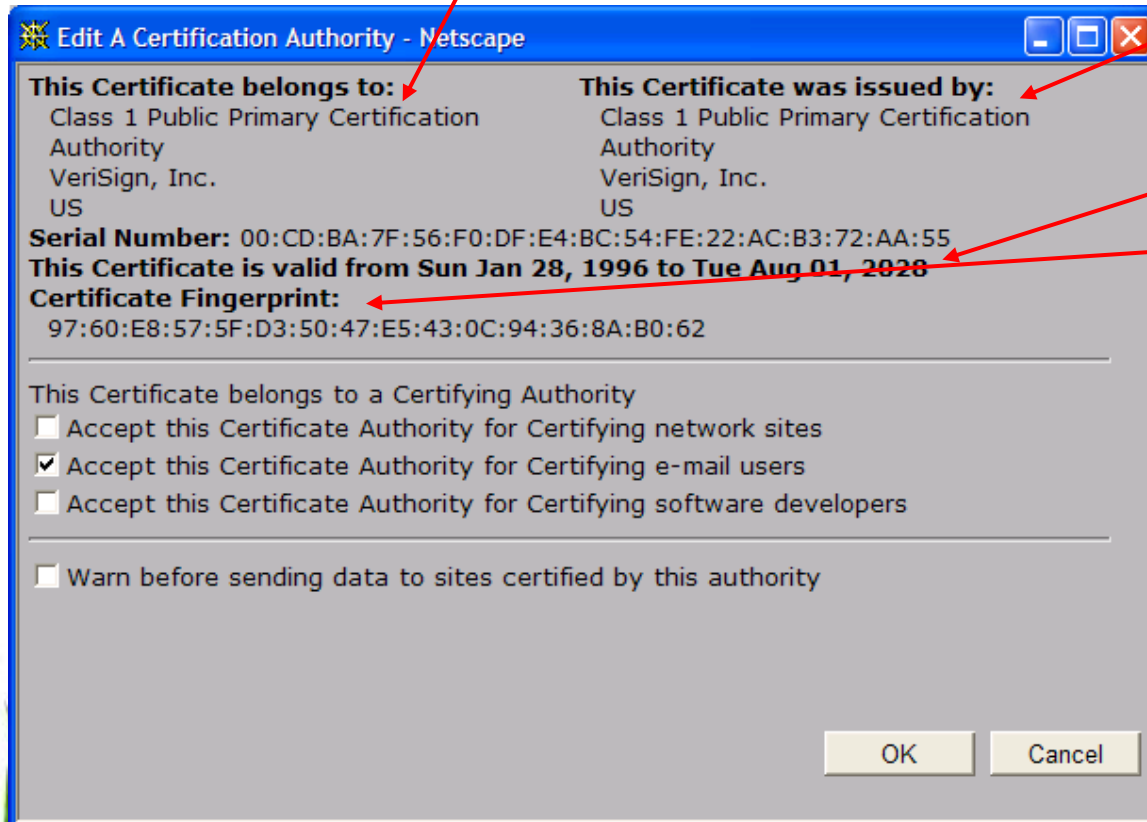 Edit A Certification Authority - Netscape
This Certificate belongs to: This Certificate was issued by:
Class 1 Public Primary Certification Class 1 Public Primary Certification
Authority Authority
VeriSign, Inc. VeriSign, Inc.
US US
Serial Number: 00:CD:BA:7F:56:F0:DF:E4:BC:54:FE:22:AC:B3:72:AA:55
This Certificate is valid from Sun Jan 28, 1996 to Tue Aug 01, 2028
Certificate Fingerprint:
97:60:E8:57:5F:D3:50:47:E5:43:0C:94:36:8A:B0:62
This Certificate belongs to a Certifying Authority
Accept this Certificate Authority for Certifying network sites
Accept this Certificate Authority for Certifying e-mail users
Accept this Certificate Authority for Certifying software developers
Warn before sending data to sites certified by this authority
OK Cancel